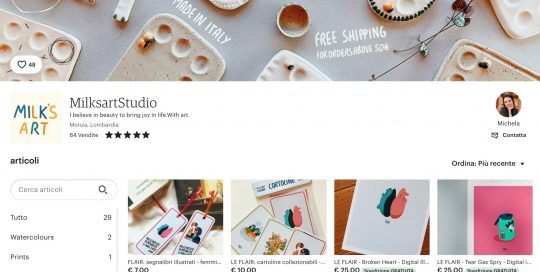 MADE IN ITALY
FREE SHIPPING
FOR ORDERS ABOVE 50€
48
MILK'S
ART
MilksartStudio
I believe in beauty to bring joy in life.With art.
Monza, Lombardia
64 Vendite
Michela
Contatta
articoli
Ordina: Più recente
Cerca articoli
Tutto 29
Watercolours 2
Prints 1
FLAIR: segnalibri illustrati - femmi...
€ 7,00
LE FLAIR: cartoline collezionabili - ...
€ 10,00
LE FLAIR - Broken Heart - Digital Ill...
€ 25,00 Spedizione GRATUITA
LE FLAIR - Tear Gas Spry - Digital i...
€ 25,00 Spedizione GRATUITA